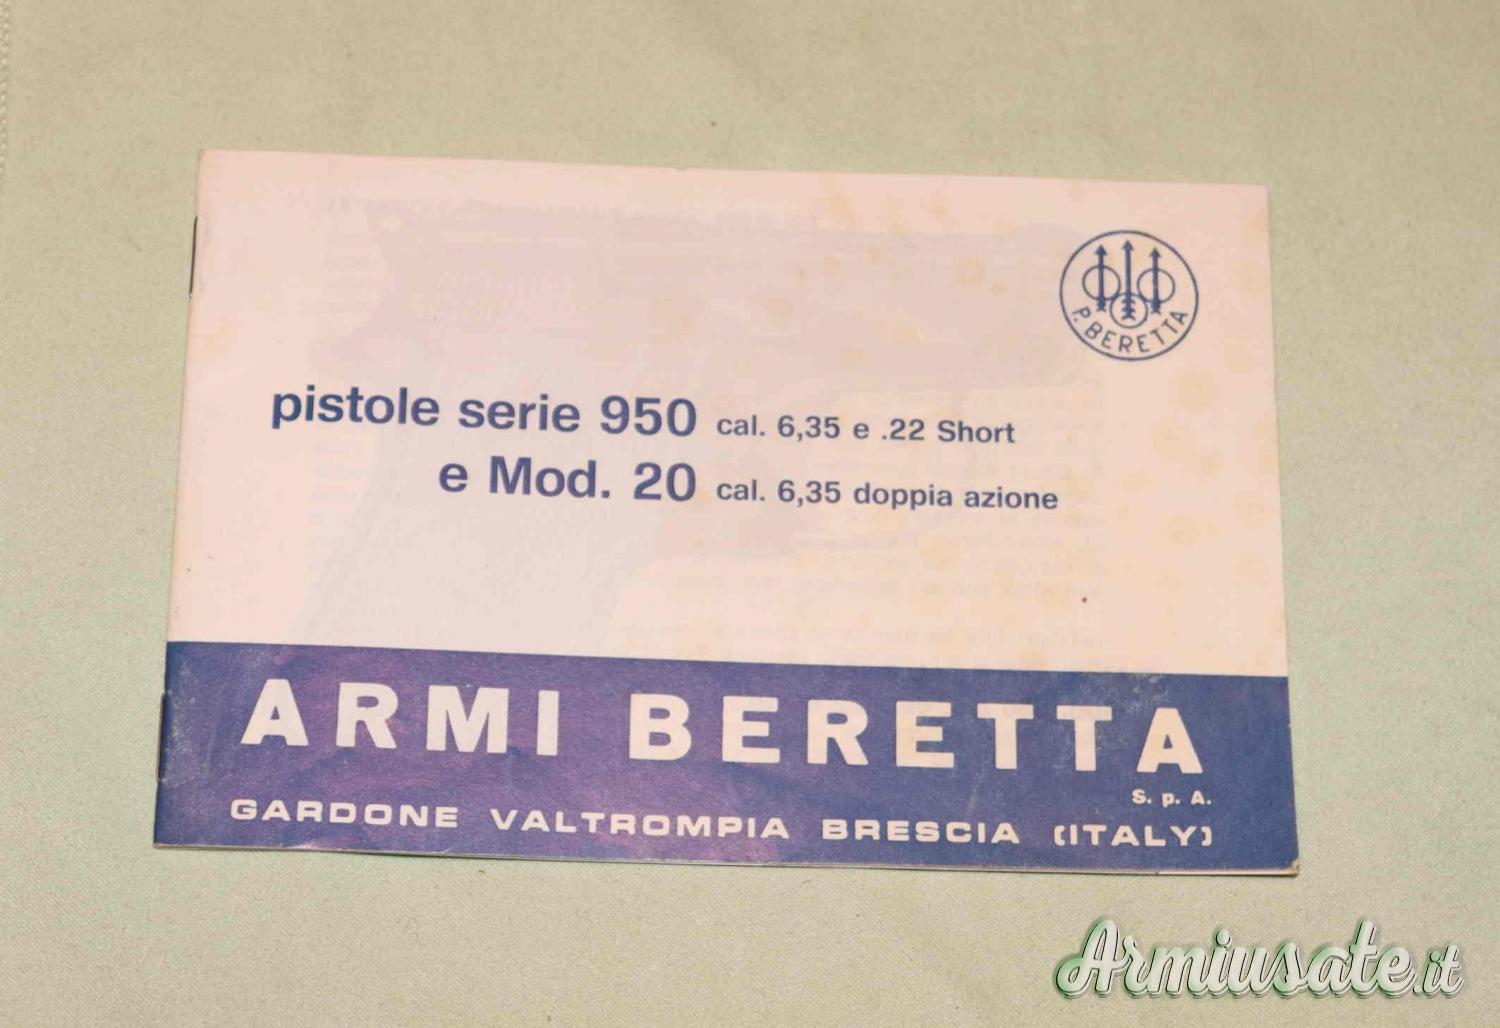 P. BERETTA
pistole serie 950 cal. 6,35 e .22 Short
e Mod. 20 cal. 6,35 doppia azione
ARMI BERETTA
S. p. A.
GARDONE VALTROMPIA BRESCIA (ITALY)
Armiusate.it